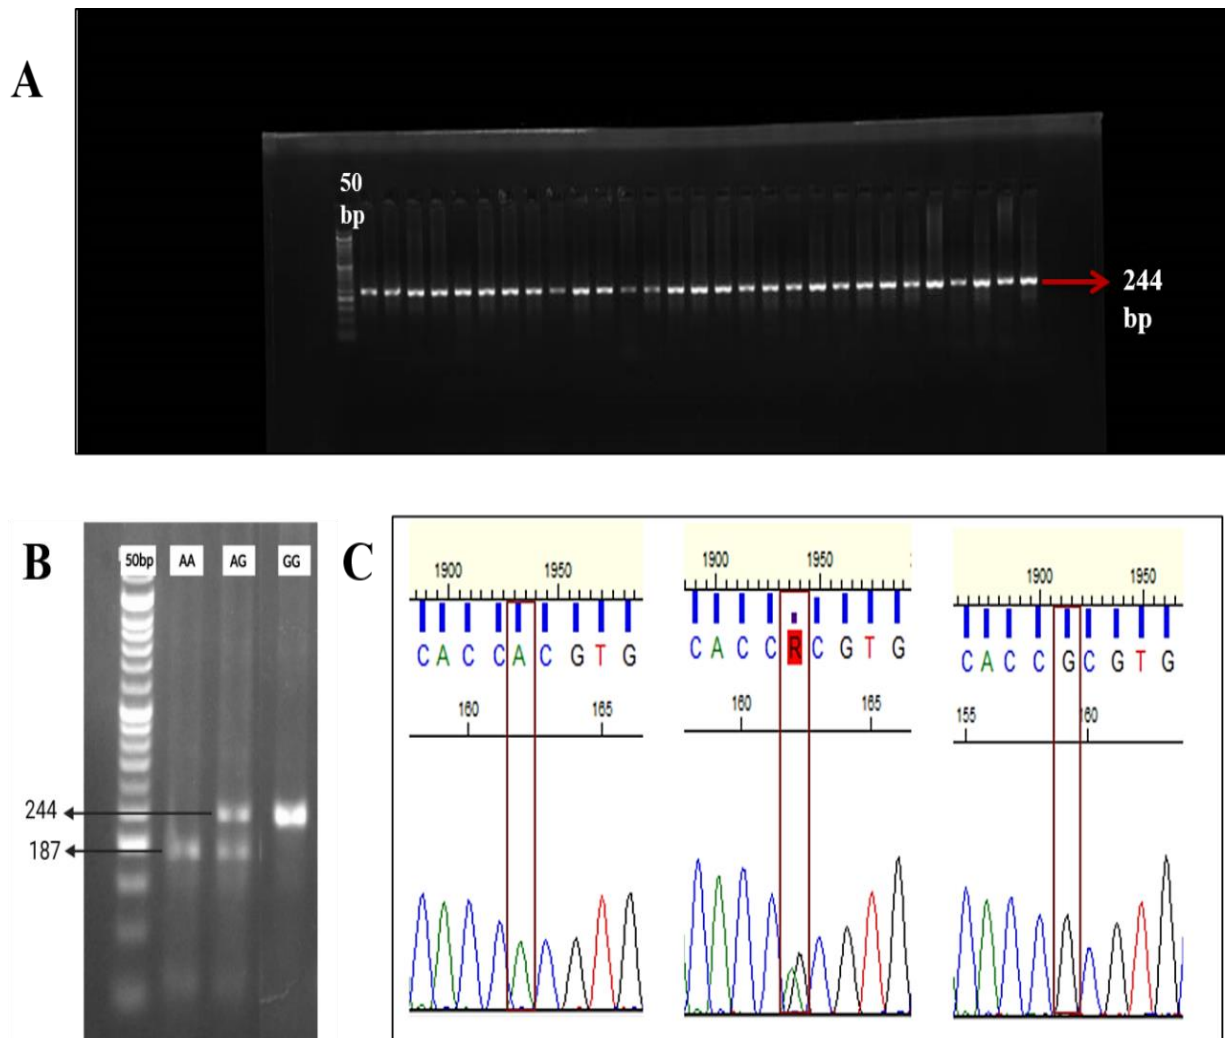 A
50
bp
244
bp
B
50bp AA AG GG
244
187
C
1900 1950
C A C C A C G T G
160 165
1900 1950
C A C C R C G T G
160 165
1900 1950
C A C C G C G T G
155 160